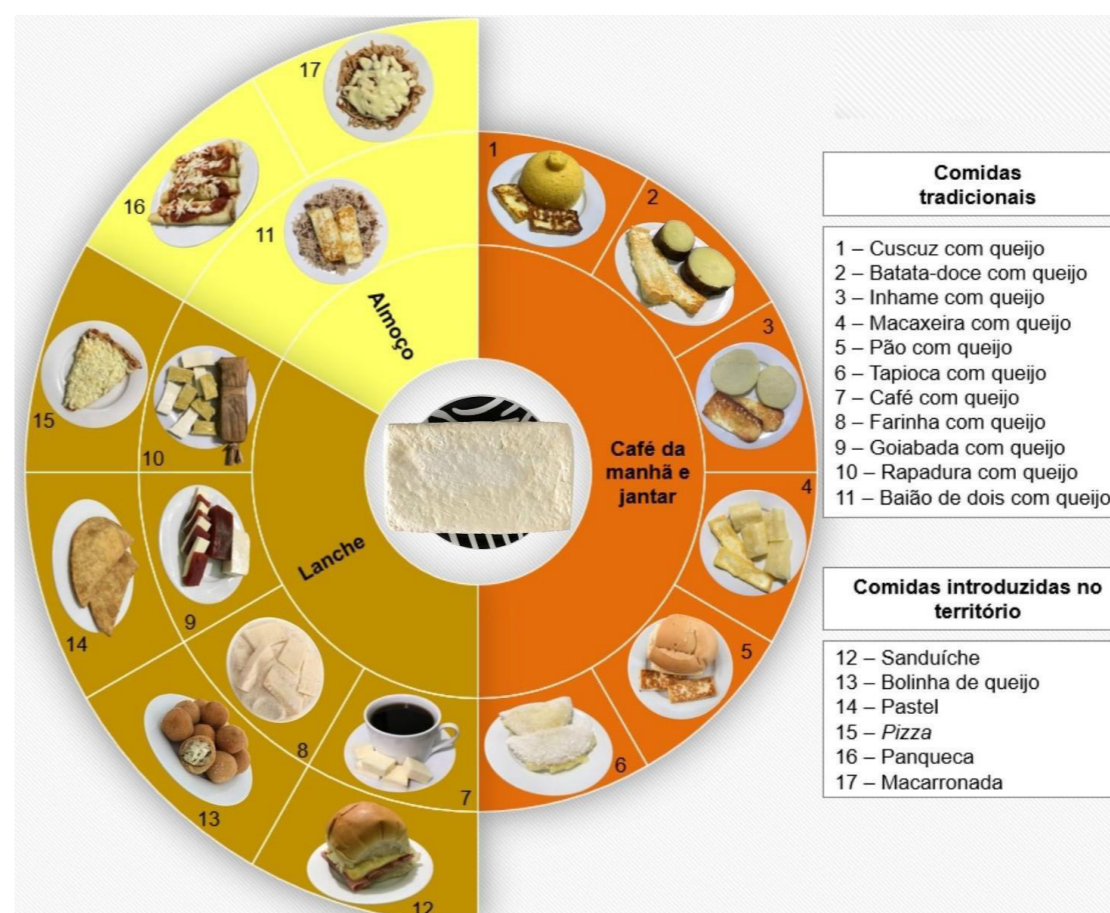 17
16
11
Almoço
1
2
3
15
10
Café da
manhã e
jantar
4
Lanche
14
9
5
8
6
7
13
12
Comidas
tradicionais
1 – Cuscuz com queijo
2 – Batata-doce com queijo
3 – Inhame com queijo
4 – Macaxeira com queijo
5 – Pão com queijo
6 – Tapioca com queijo
7 – Café com queijo
8 – Farinha com queijo
9 – Goiabada com queijo
10 – Rapadura com queijo
11 – Baião de dois com queijo
Comidas introduzidas no
território
12 – Sanduíche
13 – Bolinha de queijo
14 – Pastel
15 – Pizza
16 – Panqueca
17 – Macarronada